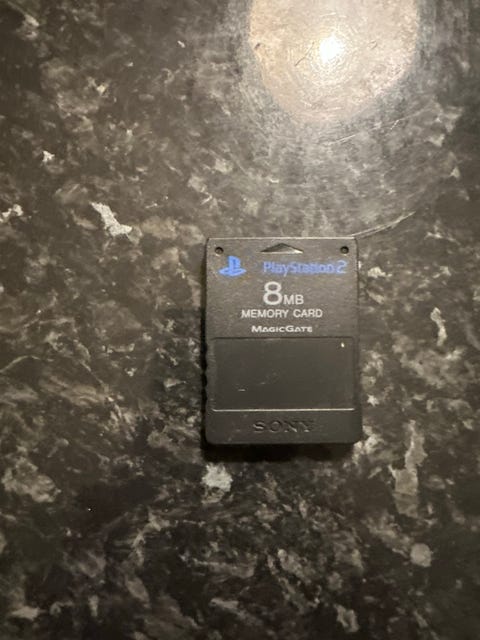 PlayStation 2
8MB
MEMORY CARD
MAGICGATE
SONY